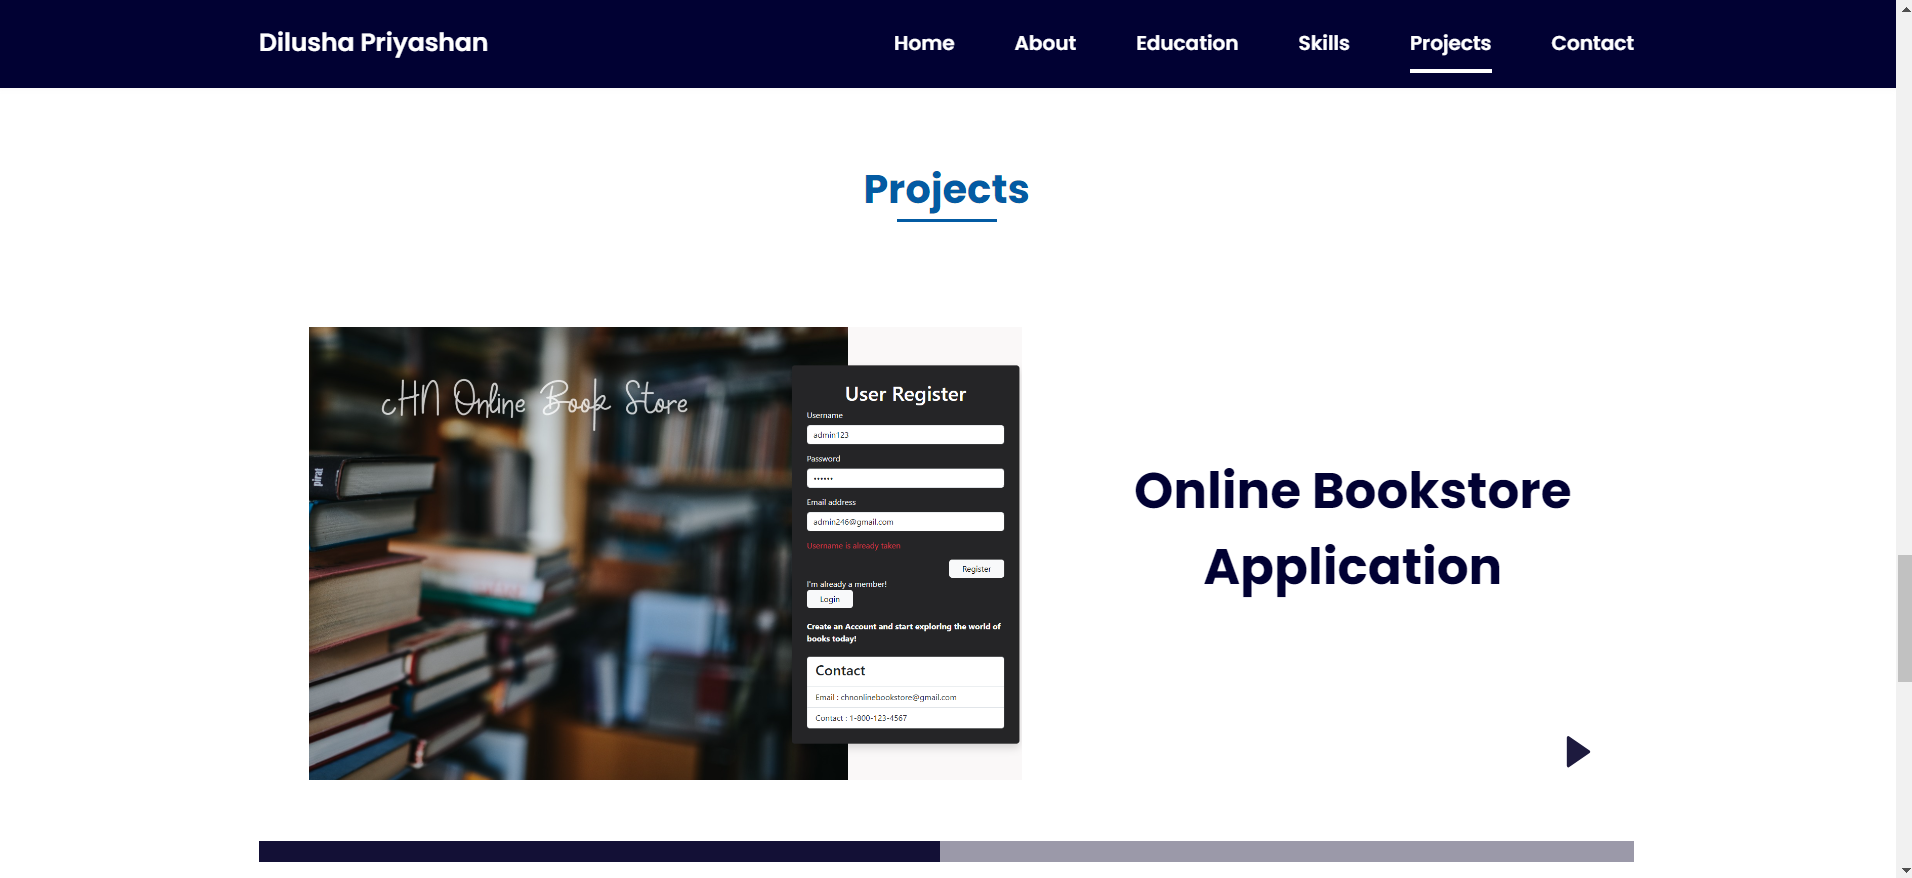 Dilusha Priyashan
Home About Education Skills Projects Contact
Projects
cHN Online Book Store
pirat
User Register
Username
admin123
Password
••••••
Email address
admin246@gmail.com
Username is already taken
Register
I'm already a member!
Login
Create an Account and start exploring the world of
books today!
Contact
Email : chnonlinebookstore@gmail.com
Contact : 1-800-123-4567
Online Bookstore
Application